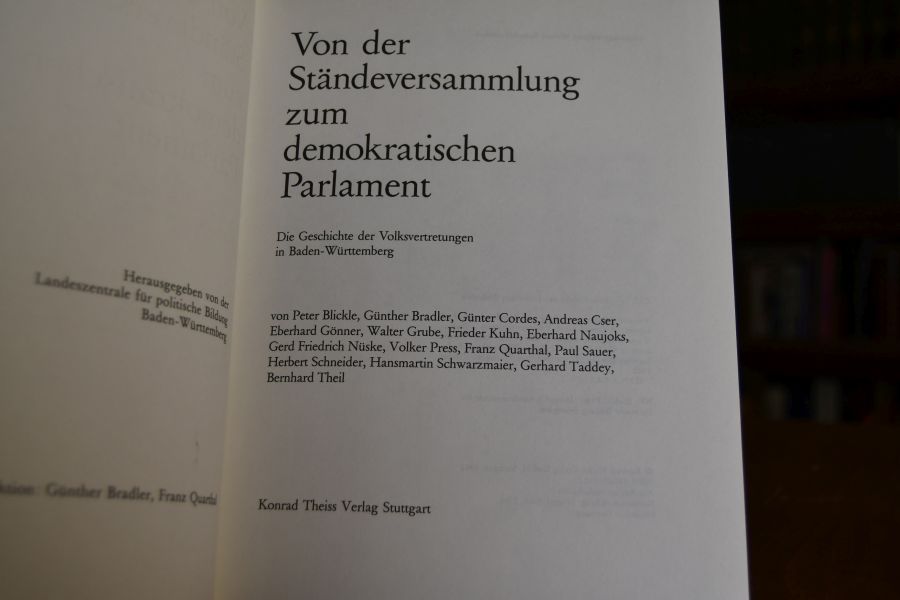 Herausgegeben von der
Landeszentrale für politische Bildung
Baden-Württemberg
Günther Bradler, Franz Quarthal
Von der
Ständeversammlung
zum
demokratischen
Parlament
Die Geschichte der Volksvertretungen
in Baden-Württemberg
von Peter Blickle, Günther Bradler, Günter Cordes, Andreas Cser,
Eberhard Gönner, Walter Grube, Frieder Kuhn, Eberhard Naujoks,
Gerd Friedrich Nüske, Volker Press, Franz Quarthal, Paul Sauer,
Herbert Schneider, Hansmartin Schwarzmaier, Gerhard Taddey,
Bernhard Theil
Konrad Theiss Verlag Stuttgart